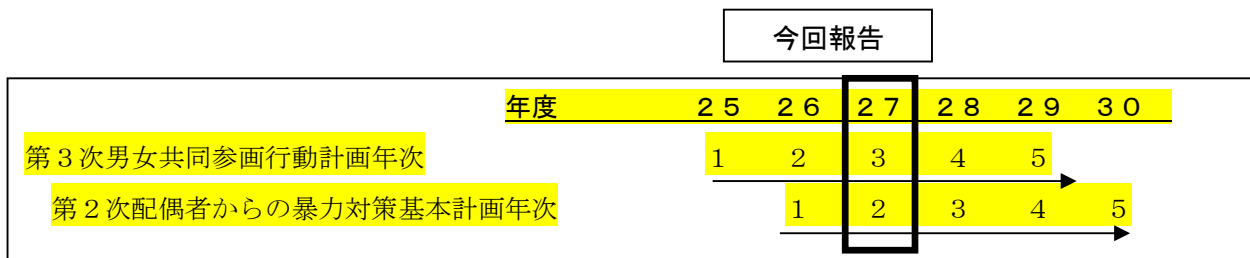 今回報告
年度 ２５ ２６ ２７ ２８ ２９ ３０
第３次男女共同参画行動計画年次 １ ２ ３ ４ ５
第２次配偶者からの暴力対策基本計画年次 １ ２ ３ ４ ５